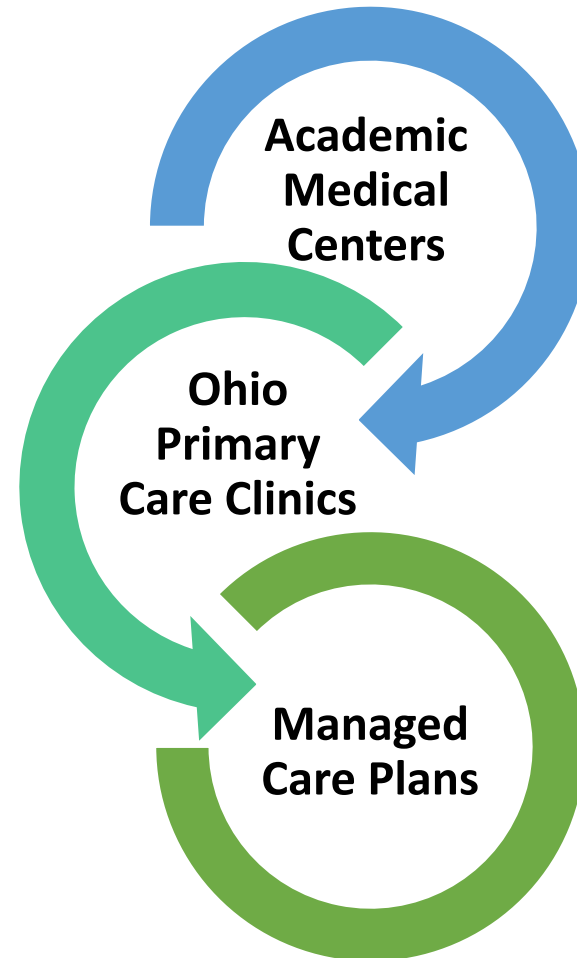 Academic
Medical
Centers
Ohio
Primary
Care Clinics
Managed
Care Plans